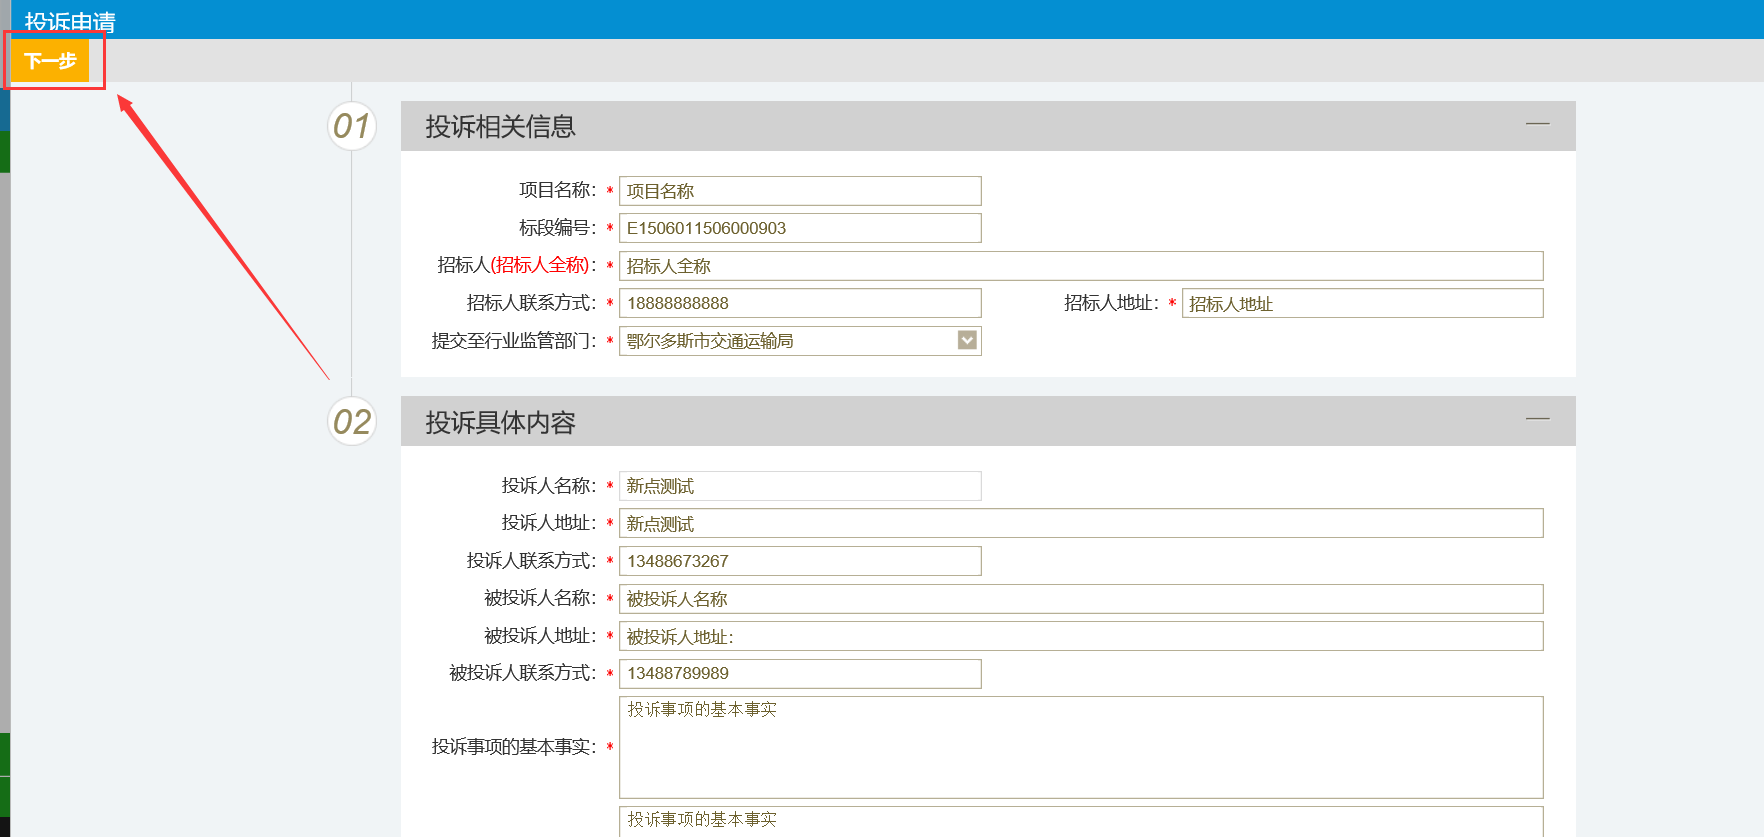 投诉申请
下一步
01
投诉相关信息
项目名称：* 项目名称
标段编号：* E1506011506000903
招标人(招标人全称)：* 招标人全称
招标人联系方式：* 18888888888 招标人地址：* 招标人地址
提交至行业监管部门：* 鄂尔多斯市交通运输局
02
投诉具体内容
投诉人名称：* 新点测试
投诉人地址：* 新点测试
投诉人联系方式：* 13488673267
被投诉人名称：* 被投诉人名称
被投诉人地址：* 被投诉人地址：
被投诉人联系方式：* 13488789989
投诉事项的基本事实
投诉事项的基本事实：*
投诉事项的基本事实